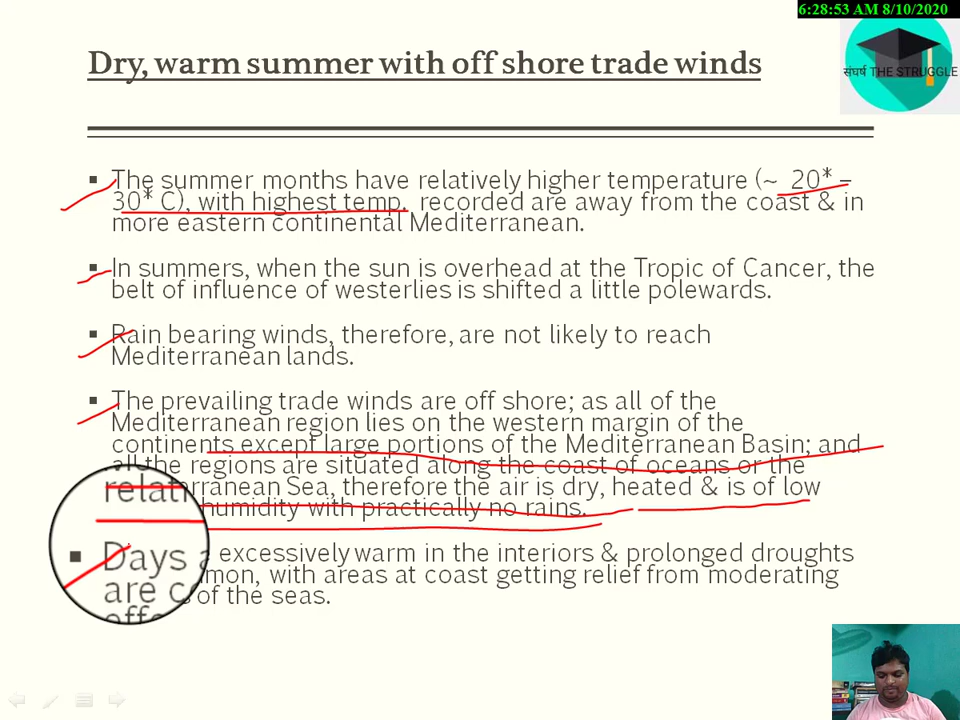 6:28:53 AM 8/10/2020
Dry, warm summer with off shore trade winds
संघर्ष THE STRUGGLE
▪ The summer months have relatively higher temperature (~ 20* –
30* C), with highest temp. recorded are away from the coast & in
more eastern continental Mediterranean.
▪ In summers, when the sun is overhead at the Tropic of Cancer, the
belt of influence of westerlies is shifted a little polewards.
▪ Rain bearing winds, therefore, are not likely to reach
Mediterranean lands.
▪ The prevailing trade winds are off shore; as all of the
Mediterranean region lies on the western margin of the
continents except large portions of the Mediterranean Basin; and
all the regions are situated along the coast of oceans or the
terranean Sea, therefore the air is dry, heated & is of low
relati humidity with practically no rains.
▪ Days a excessively warm in the interiors & prolonged droughts
are co mmon, with areas at coast getting relief from moderating
effe of the seas.